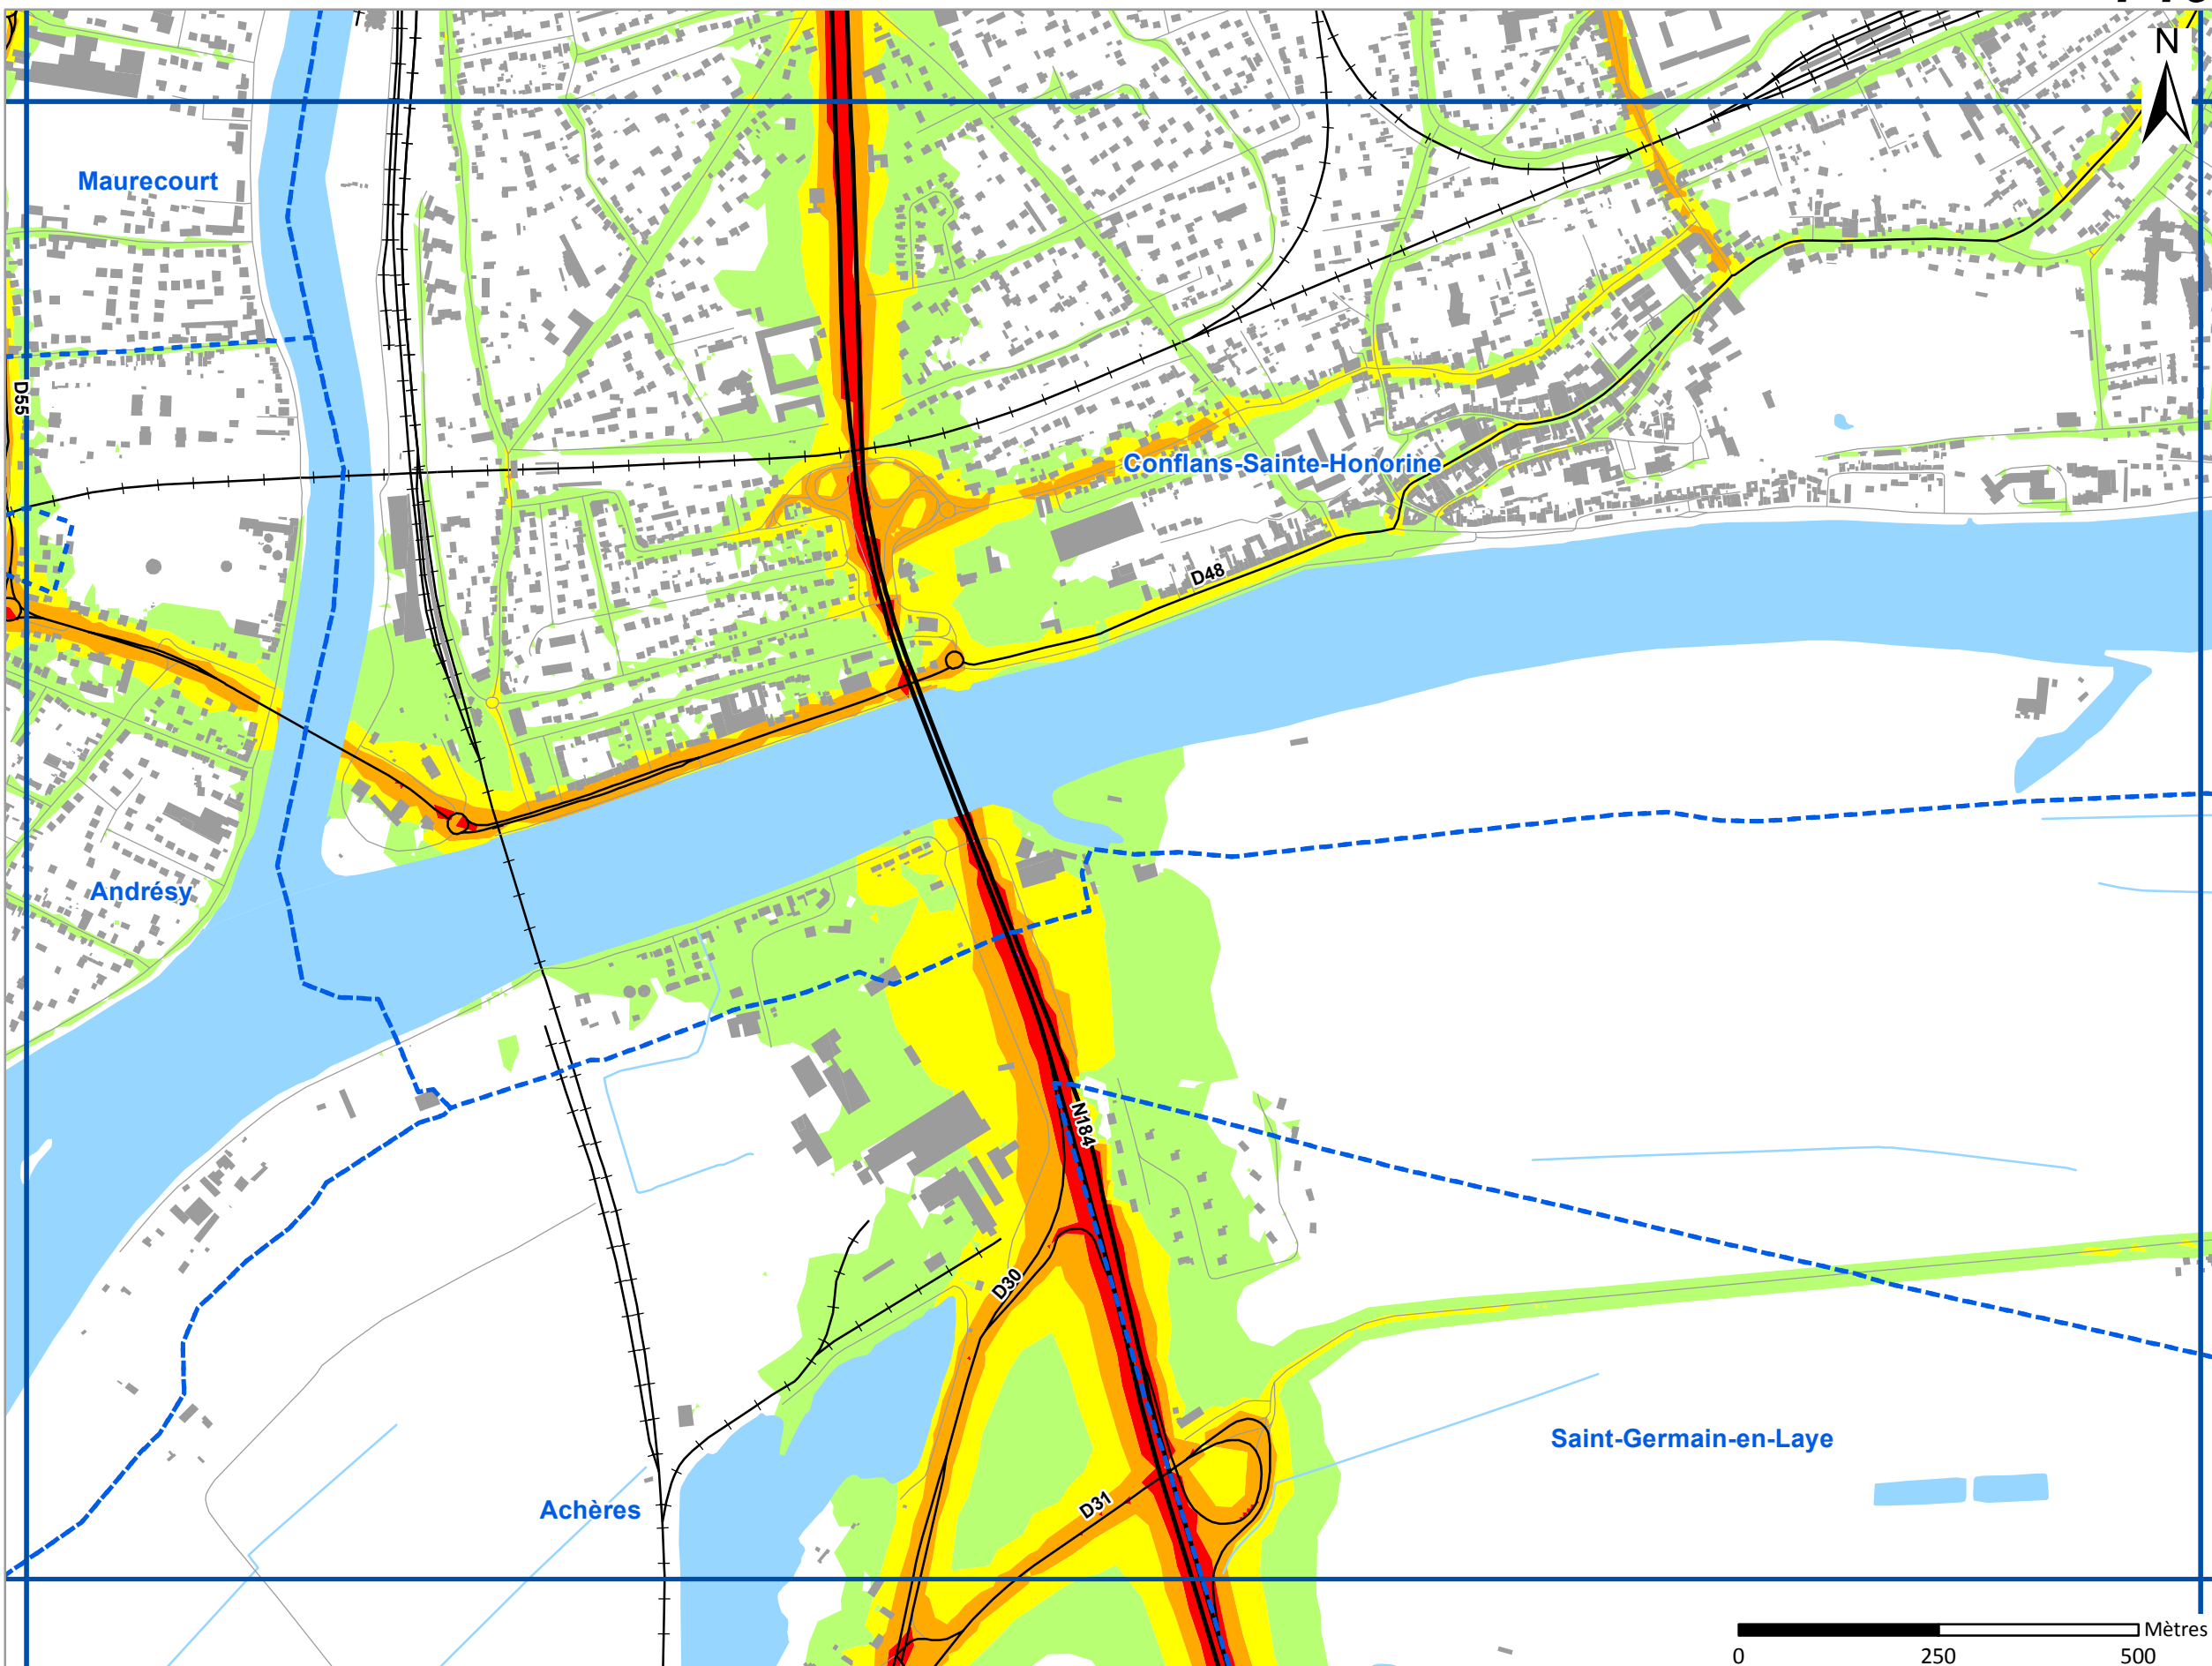 N
Maurecourt
D55
Conflans-Sainte-Honorine
D48
Andrésy
N184
D30
Saint-Germain-en-Laye
Achères
D31
Mètres
0 250 500